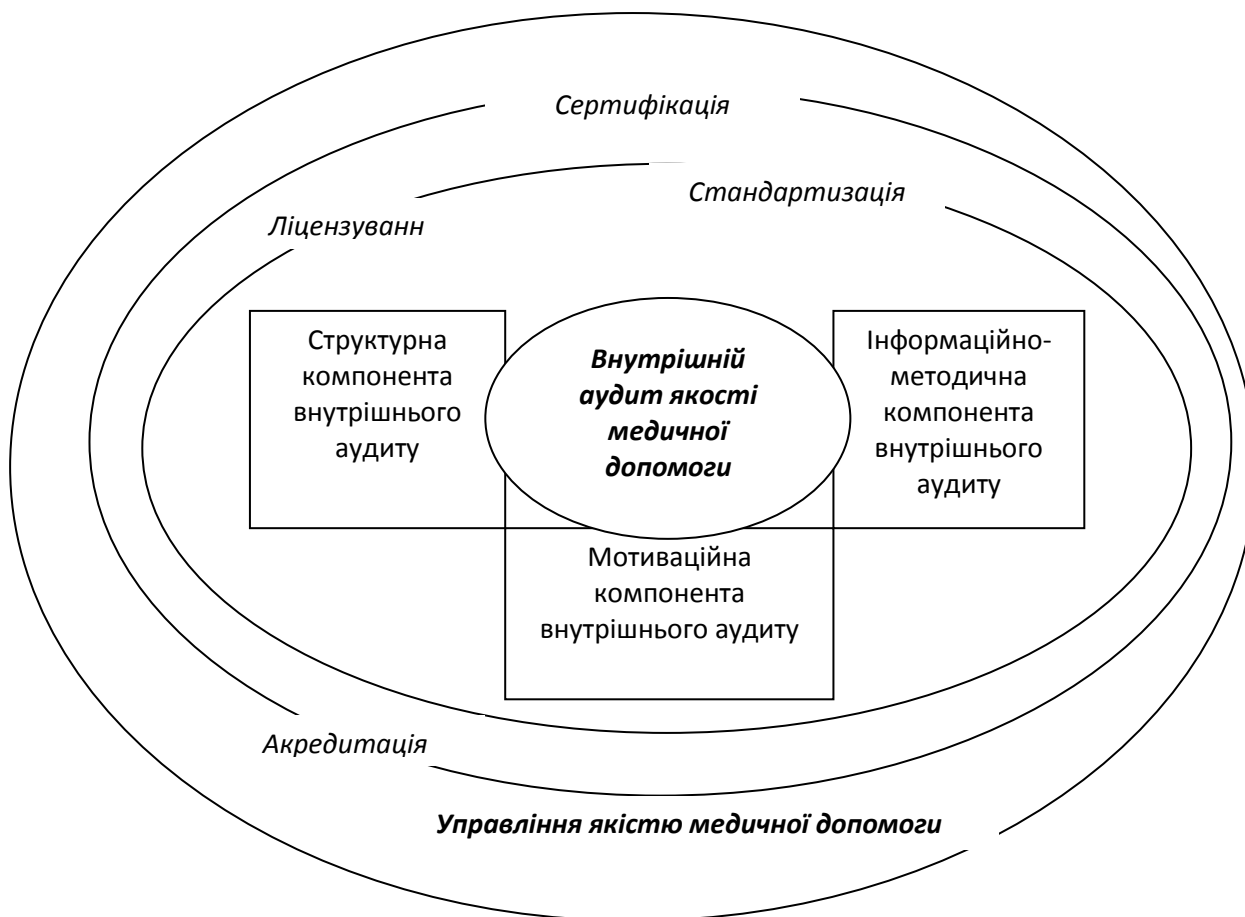 Сертифікація
Стандартизація
Ліцензуванн
Структурна
компонента
внутрішнього
аудиту
Внутрішній
аудит якості
медичної
допомоги
Інформаційно-
методична
компонента
внутрішнього
аудиту
Мотиваційна
компонента
внутрішнього аудиту
Акредитація
Управління якістю медичної допомоги